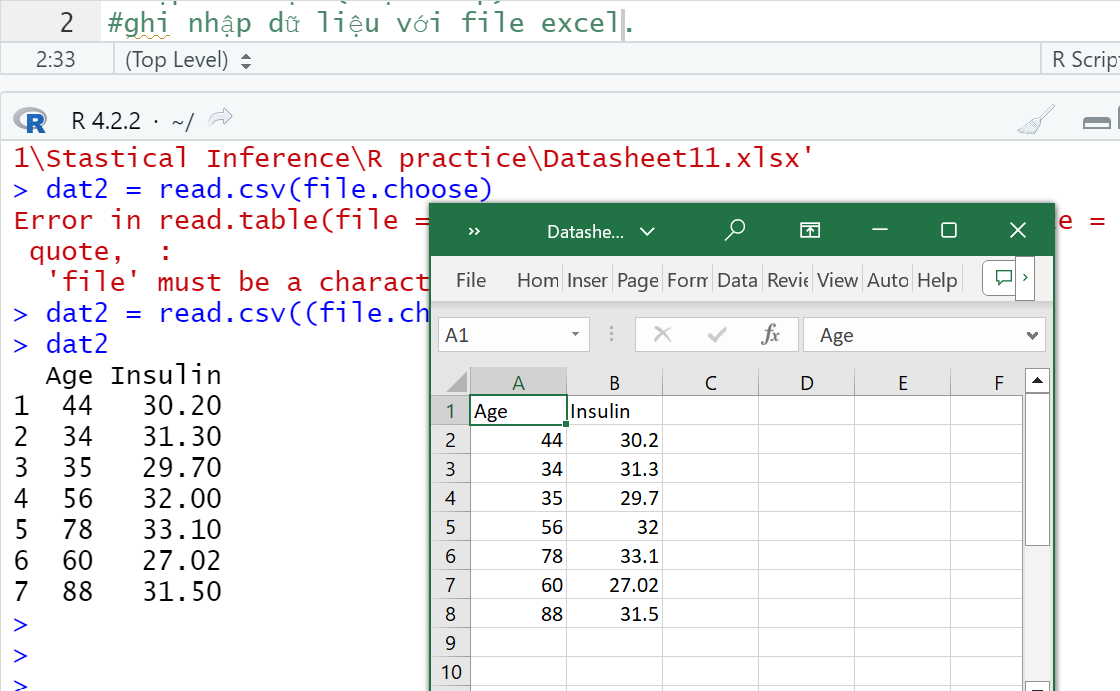 2 #ghi nhập dữ liệu với file excel.
2:33 (Top Level) R Scrip
R 4.2.2 · ~/
1\Stastical Inference\R practice\Datasheet11.xlsx'
> dat2 = read.csv(file.choose)
Error in read.table(file = e =
quote, :
'file' must be a charact
> dat2 = read.csv((file.ch
> dat2
Age Insulin
1 44 30.20
2 34 31.30
3 35 29.70
4 56 32.00
5 78 33.10
6 60 27.02
7 88 31.50
>
>
>
» Datashe...
File Hom Inser Page Form Data Revie View Auto Help
A1 fx Age
A B C D E F
1 Age Insulin
2 44 30.2
3 34 31.3
4 35 29.7
5 56 32
6 78 33.1
7 60 27.02
8 88 31.5
9
10